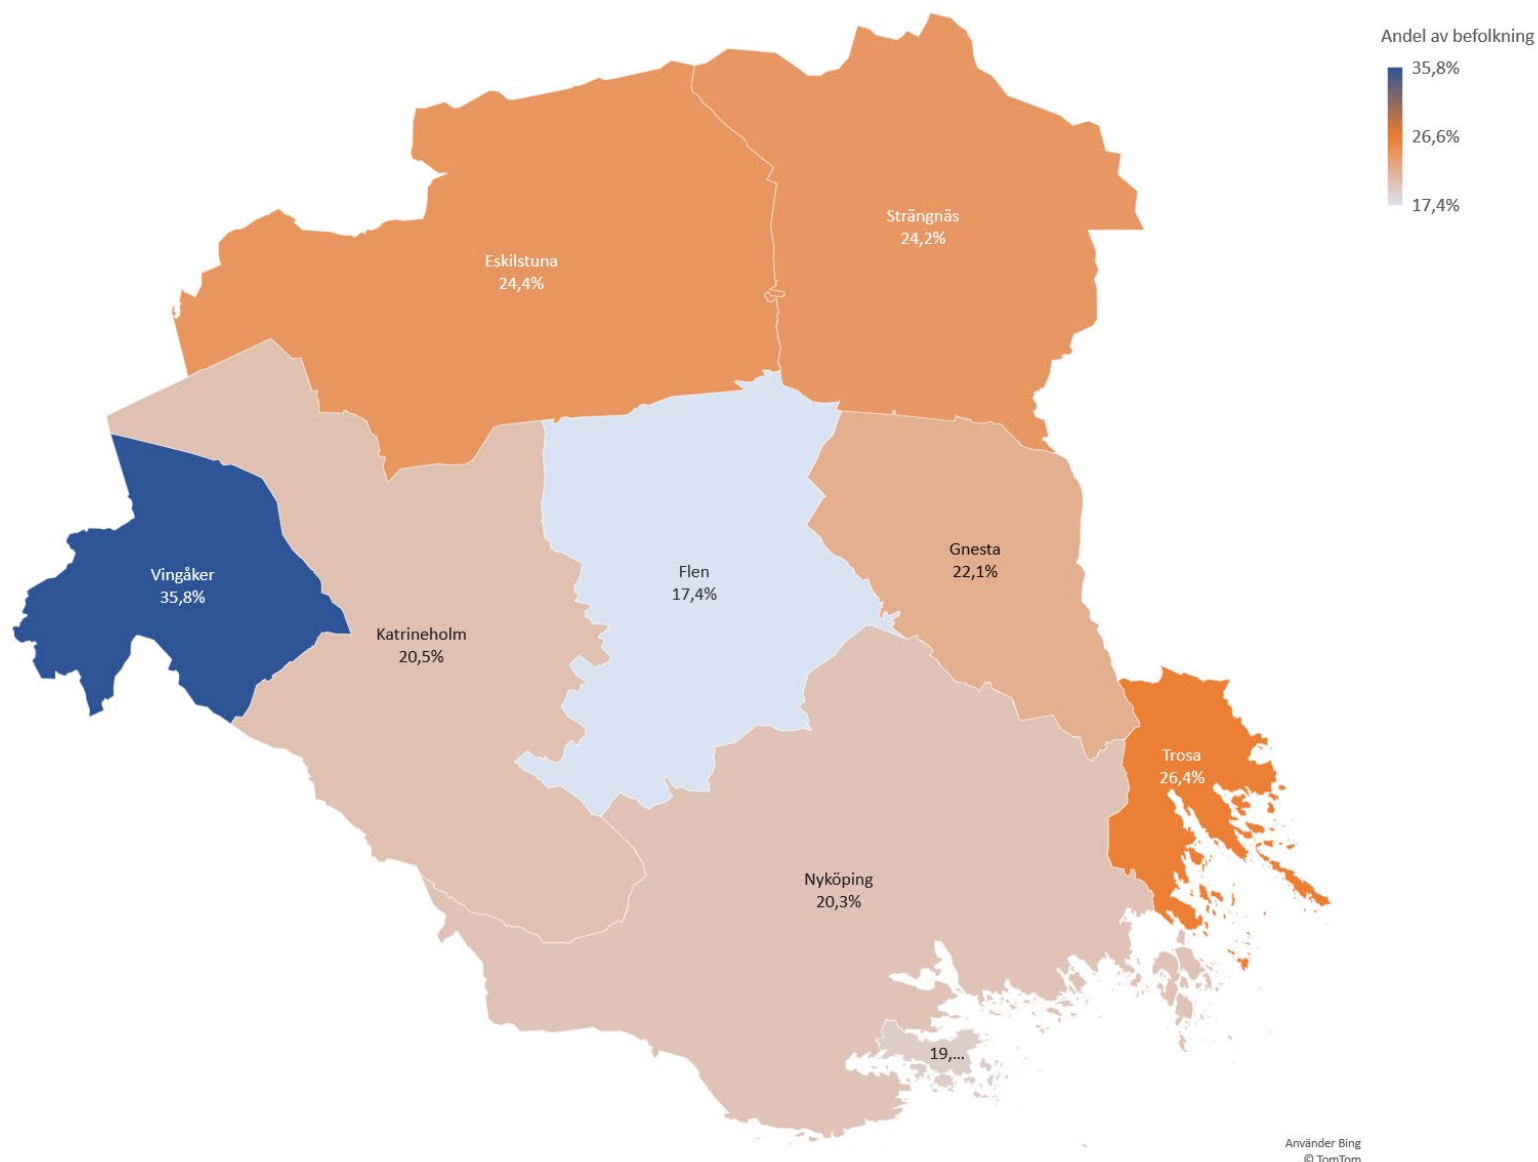 Andel av befolkning
35,8%
26,6%
17,4%
Strängnäs
24,2%
Eskilstuna
24,4%
Gnesta
22,1%
Vingåker
35,8%
Flen
17,4%
Katrineholm
20,5%
Trosa
26,4%
Nyköping
20,3%
19,...
Använder Bing
© TomTom